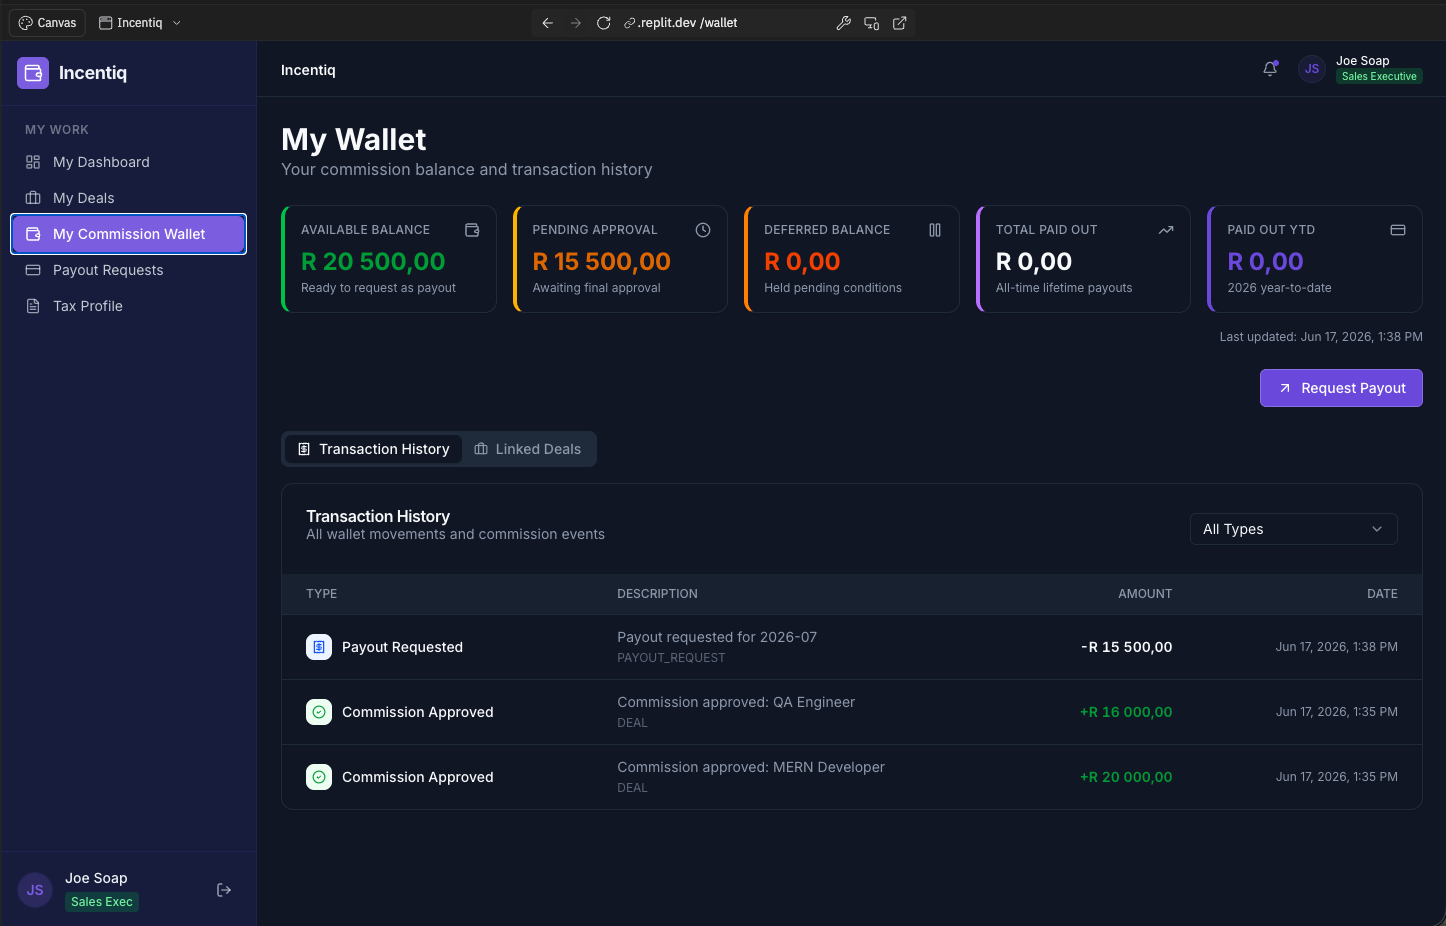 Canvas
Incentiq
.replit.dev /wallet
Incentiq
Incentiq
JS
Joe Soap
Sales Executive
MY WORK
My Dashboard
My Deals
My Commission Wallet
Payout Requests
Tax Profile
My Wallet
Your commission balance and transaction history
AVAILABLE BALANCE
R 20 500,00
Ready to request as payout
PENDING APPROVAL
R 15 500,00
Awaiting final approval
DEFERRED BALANCE
R 0,00
Held pending conditions
TOTAL PAID OUT
R 0,00
All-time lifetime payouts
PAID OUT YTD
R 0,00
2026 year-to-date
Last updated: Jun 17, 2026, 1:38 PM
Request Payout
Transaction History
Linked Deals
Transaction History
All wallet movements and commission events
All Types
TYPE DESCRIPTION AMOUNT DATE
Payout Requested Payout requested for 2026-07 -R 15 500,00 Jun 17, 2026, 1:38 PM
PAYOUT_REQUEST
Commission Approved Commission approved: QA Engineer +R 16 000,00 Jun 17, 2026, 1:35 PM
DEAL
Commission Approved Commission approved: MERN Developer +R 20 000,00 Jun 17, 2026, 1:35 PM
DEAL
JS
Joe Soap
Sales Exec